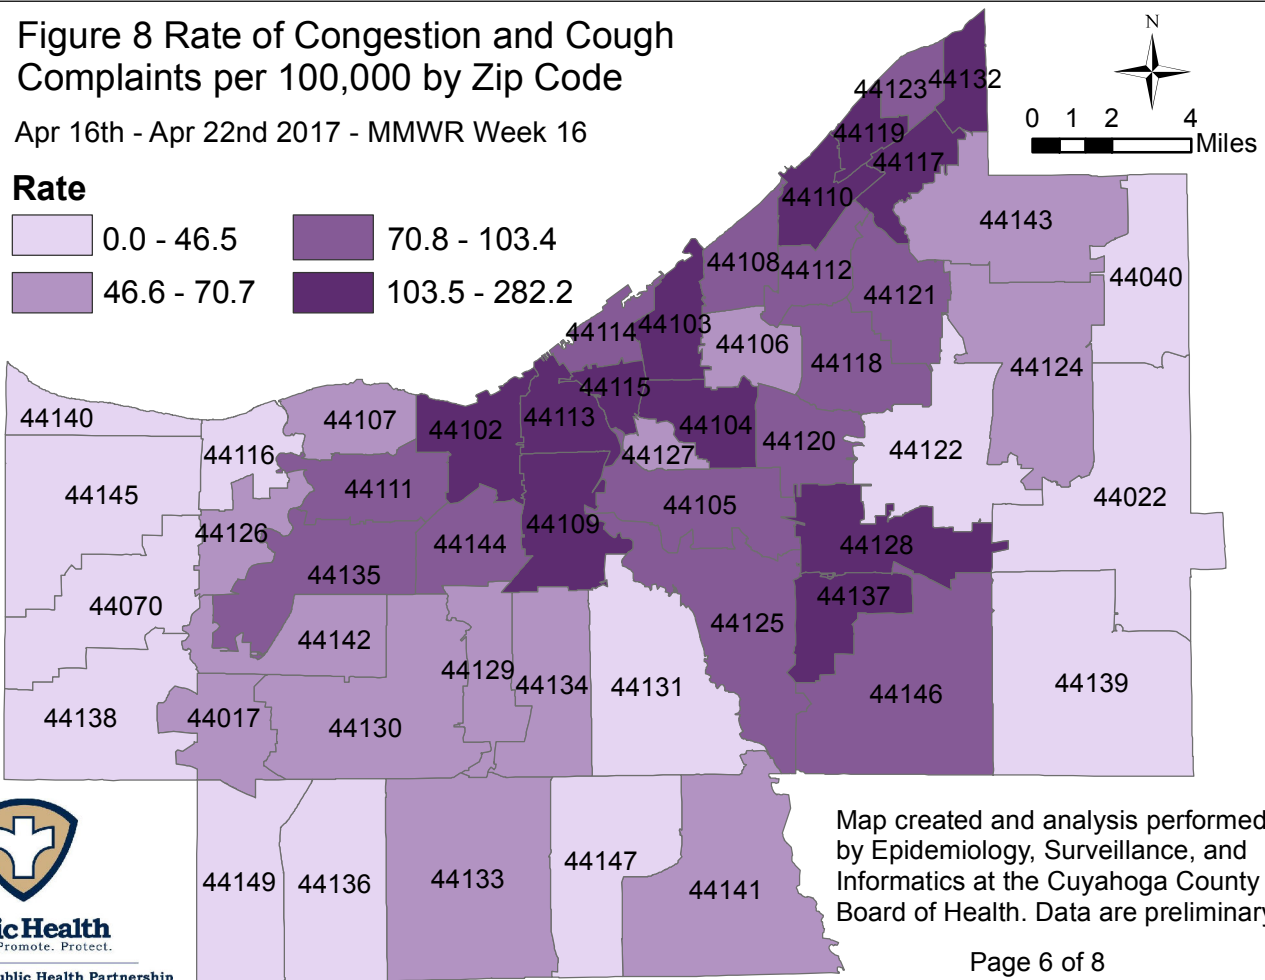 Figure 8 Rate of Congestion and Cough
Complaints per 100,000 by Zip Code
Apr 16th - Apr 22nd 2017 - MMWR Week 16
Rate
0.0 - 46.5
70.8 - 103.4
46.6 - 70.7
103.5 - 282.2
N
0 1 2 4
Miles
44123
44132
44119
44117
44110
44143
44108
44112
44040
44121
44114
44103
44106
44118
44124
44115
44140
44107
44102
44113
44104
44120
44116
44127
44122
44145
44111
44105
44022
44126
44109
44144
44128
44135
44137
44070
44125
44142
44129
44134
44131
44139
44146
44138
44017
44130
44149
44136
44133
44147
44141
Map created and analysis performed
by Epidemiology, Surveillance, and
Informatics at the Cuyahoga County
Board of Health. Data are preliminary
Page 6 of 8
Health
Promote. Protect.
Health Partnership